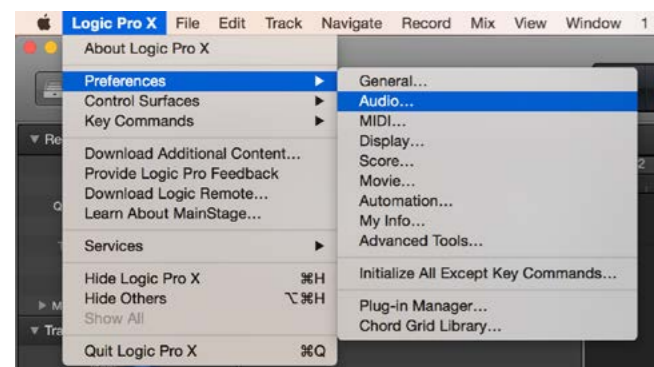 Logic Pro X File Edit Track Navigate Record Mix View Window 1
About Logic Pro X
Preferences
Control Surfaces
Key Commands
Download Additional Content...
Provide Logic Pro Feedback
Download Logic Remote...
Learn About MainStage...
Services
Hide Logic Pro X ⌘H
Hide Others ⌥⌘H
Show All
Quit Logic Pro X ⌘Q
General...
Audio...
MIDI...
Display...
Score...
Movie...
Automation...
My Info...
Advanced Tools...
Initialize All Except Key Commands...
Plug-in Manager...
Chord Grid Library...
Re
Q
T
M
Tra
2